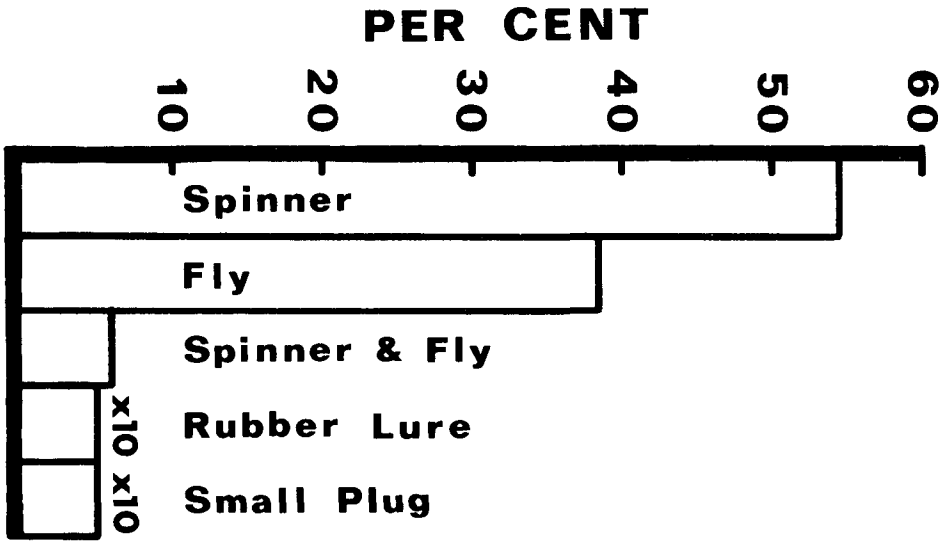 PER CENT
10 20 30 40 50 60
Spinner
Fly
Spinner & Fly
x10 Rubber Lure
x10 Small Plug